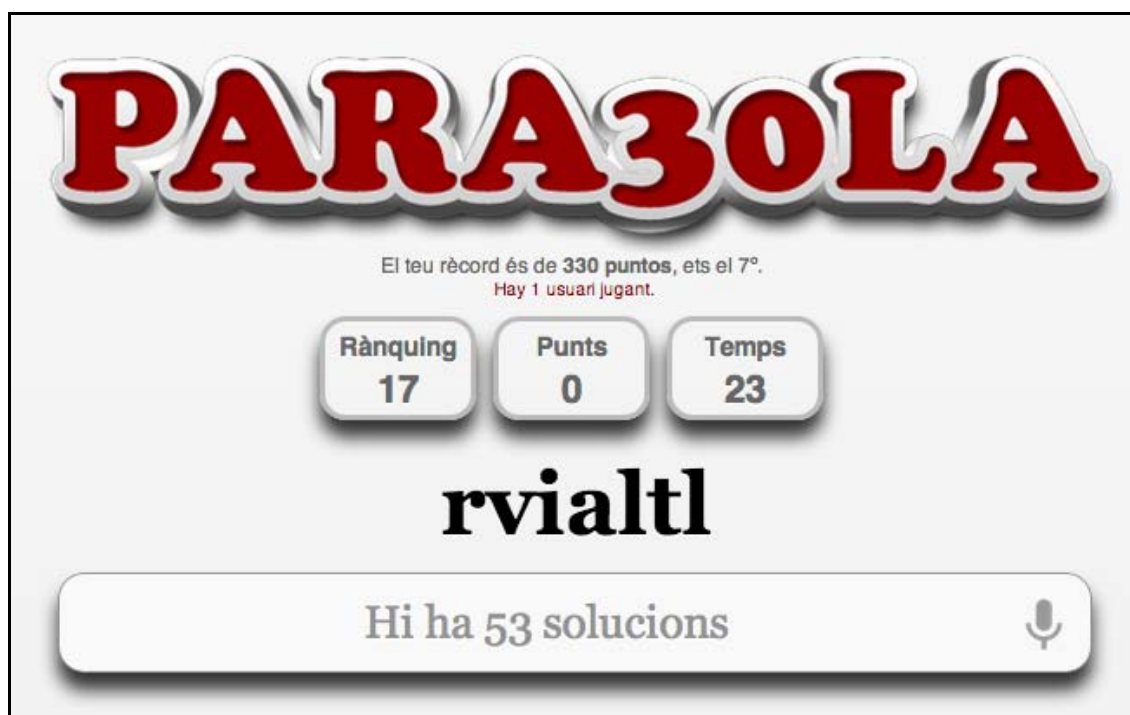 PARA30LA
El teu rècord és de 330 puntos, ets el 7º.
Hay 1 usuari jugant.
Rànquing Punts Temps
17 0 23
rvialtl
Hi ha 53 solucions